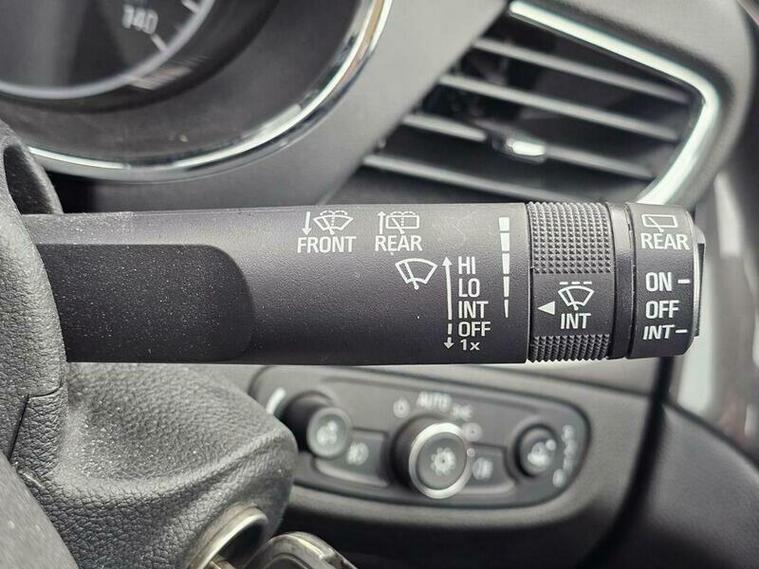 140
FRONT
REAR
HI
LO
INT
OFF
1x
INT
REAR
ON
OFF
INT
AUTO